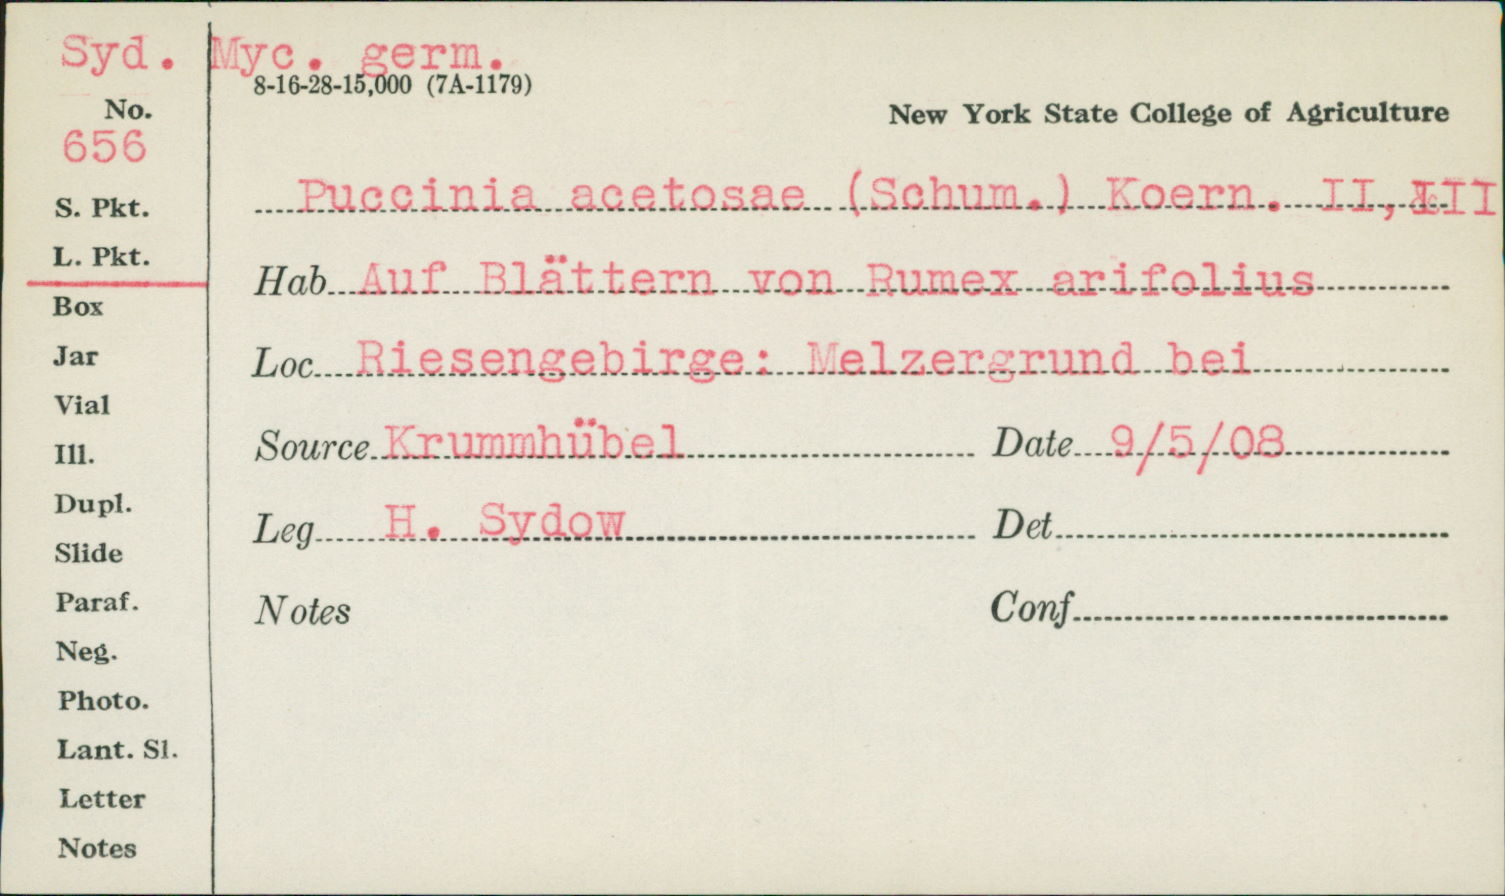 Syd. Myc. germ.
8-16-28-15,000 (7A-1179)
No.
656
New York State College of Agriculture
S. Pkt.
Puccinia acetosae (Schum.) Koern. II, III
L. Pkt.
Hab Auf Blättern von Rumex arifolius
Box
Jar
Loc Riesengebirge: Melzergrund bei
Vial
Ill.
Source Krummhübel Date 9/5/08
Dupl.
Leg H. Sydow Det
Slide
Paraf.
Notes Conf
Neg.
Photo.
Lant. Sl.
Letter
Notes